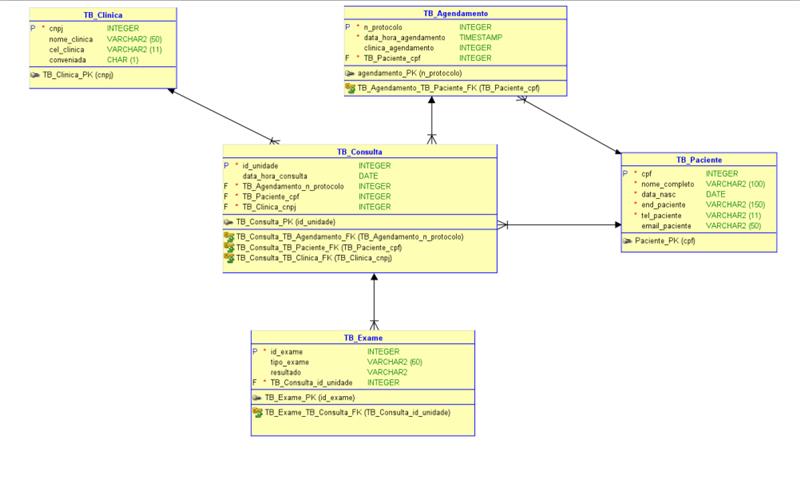 TB_Clinica
P * cnpj INTEGER
nome_clinica VARCHAR2 (50)
cel_clinica VARCHAR2 (11)
conveniada CHAR (1)
TB_Clinica_PK (cnpj)
TB_Agendamento
P * n_protocolo INTEGER
* data_hora_agendamento TIMESTAMP
clinica_agendamento INTEGER
F * TB_Paciente_cpf INTEGER
agendamento_PK (n_protocolo)
TB_Agendamento_TB_Paciente_FK (TB_Paciente_cpf)
TB_Consulta
P * id_unidade INTEGER
data_hora_consulta DATE
F * TB_Agendamento_n_protocolo INTEGER
F * TB_Paciente_cpf INTEGER
F * TB_Clinica_cnpj INTEGER
TB_Consulta_PK (id_unidade)
TB_Consulta_TB_Agendamento_FK (TB_Agendamento_n_protocolo)
TB_Consulta_TB_Paciente_FK (TB_Paciente_cpf)
TB_Consulta_TB_Clinica_FK (TB_Clinica_cnpj)
TB_Paciente
P * cpf INTEGER
* nome_completo VARCHAR2 (100)
* data_nasc DATE
* end_paciente VARCHAR2 (150)
* tel_paciente VARCHAR2 (11)
email_paciente VARCHAR2 (50)
Paciente_PK (cpf)
TB_Exame
P * id_exame INTEGER
tipo_exame VARCHAR2 (60)
resultado VARCHAR2
F * TB_Consulta_id_unidade INTEGER
TB_Exame_PK (id_exame)
TB_Exame_TB_Consulta_FK (TB_Consulta_id_unidade)